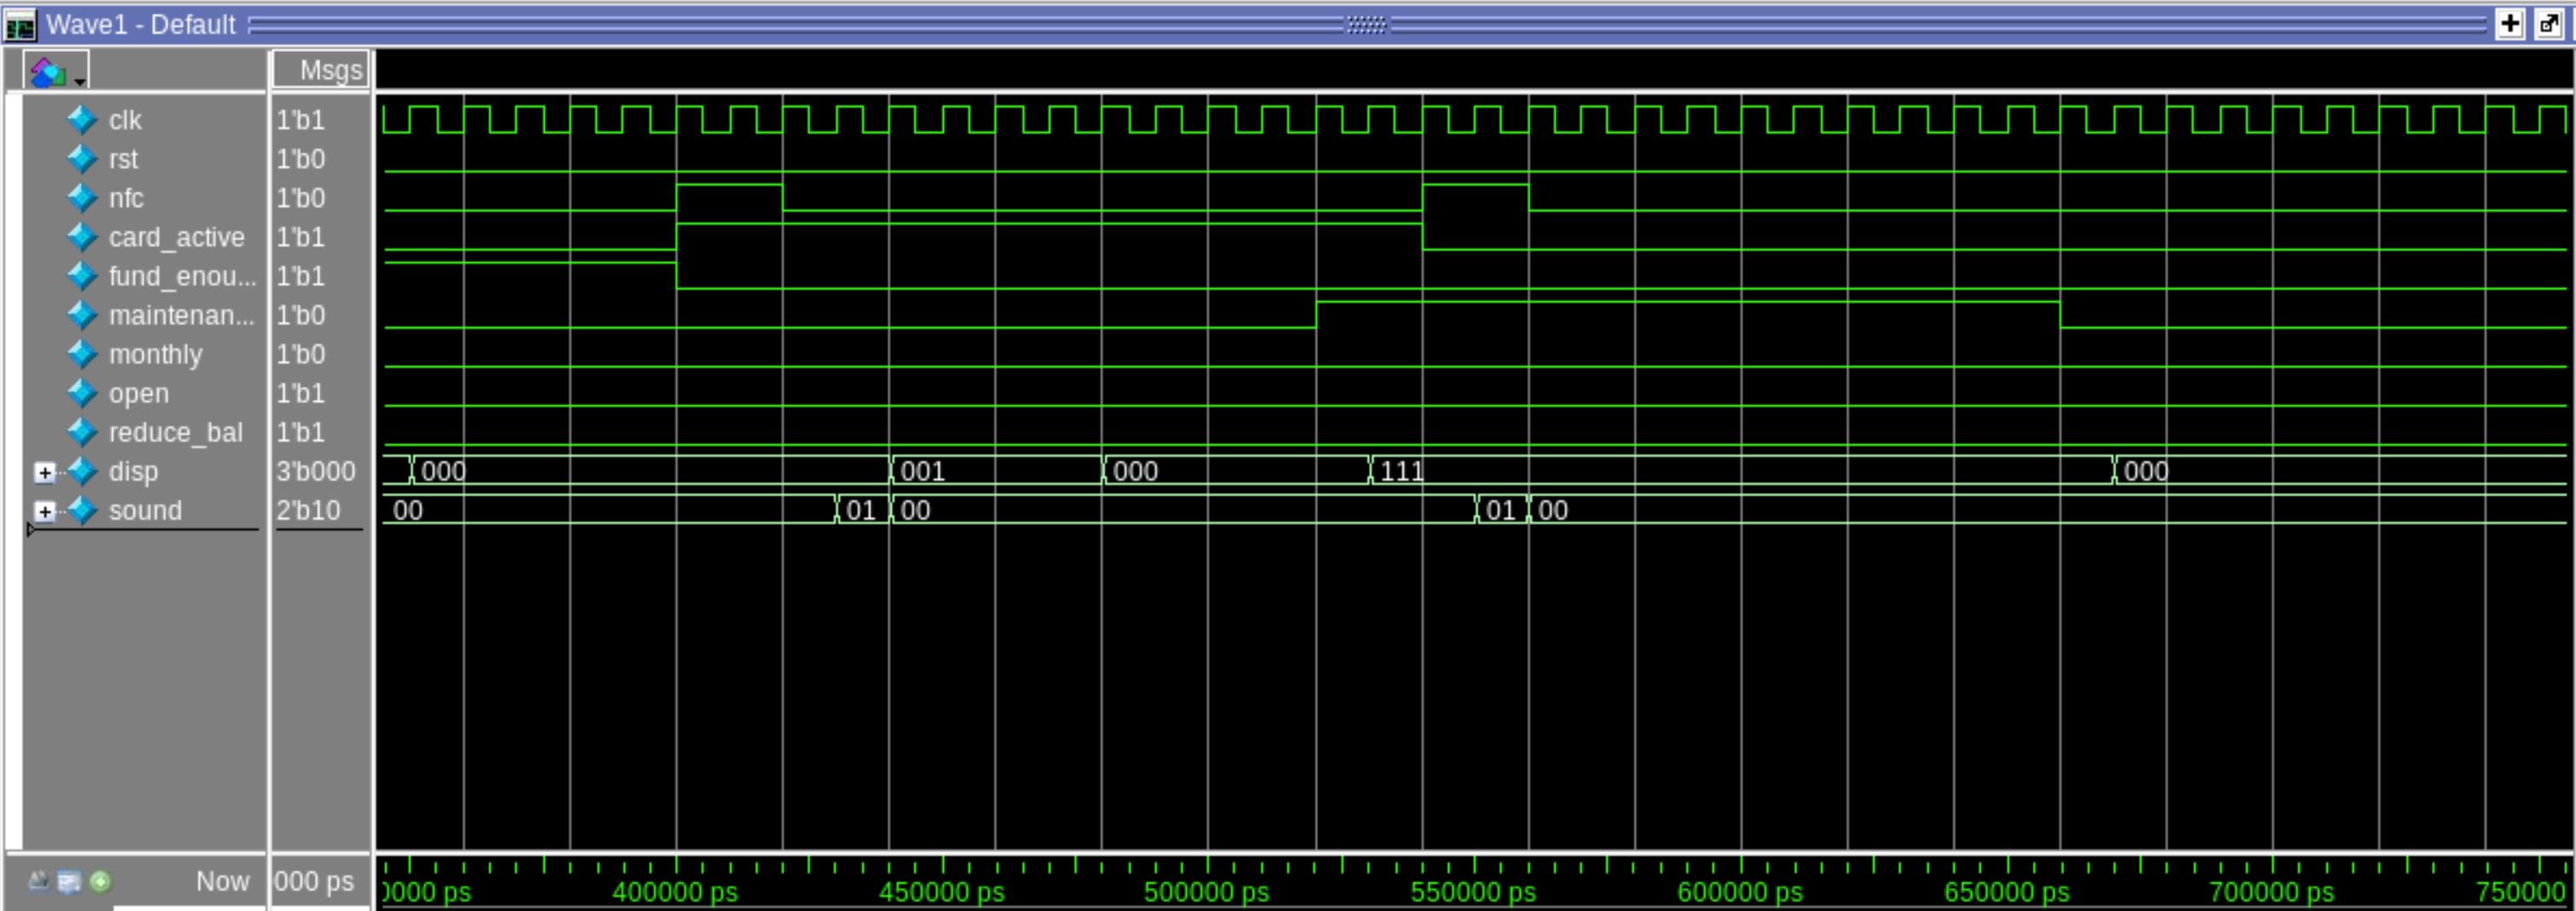 Wave1 - Default
Msgs
clk 1'b1
rst 1'b0
nfc 1'b0
card_active 1'b1
fund_enou... 1'b1
maintenan... 1'b0
monthly 1'b0
open 1'b1
reduce_bal 1'b1
disp 3'b000 000 001 000 111 000
sound 2'b10 00 01 00 01 00
Now 000 ps 0000 ps 400000 ps 450000 ps 500000 ps 550000 ps 600000 ps 650000 ps 700000 ps 750000